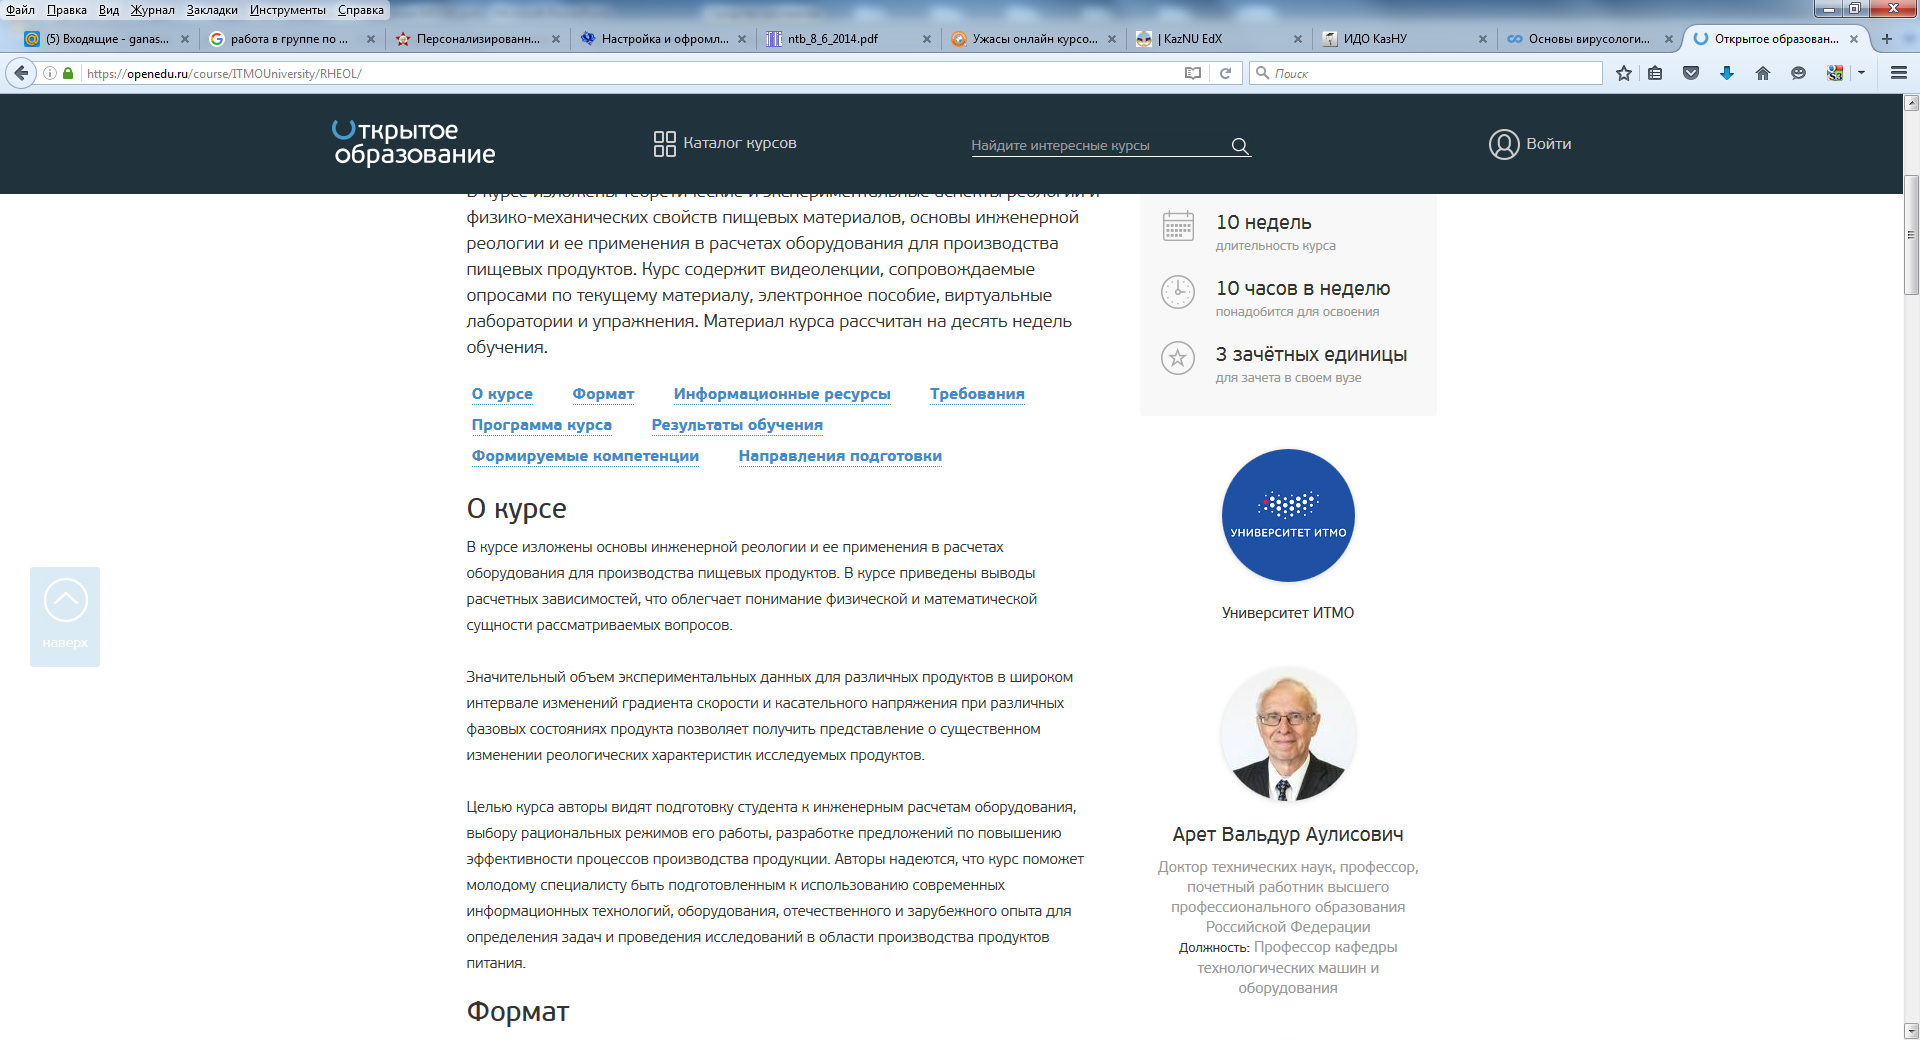 Файл Правка Вид Журнал Закладки Инструменты Справка
(5) Входящие - ganas...
работа в группе по ...
Персонализированн...
Настройка и офромл...
ntb_8_6_2014.pdf
Ужасы онлайн курсо...
| KazNU EdX
ИДО КазНУ
Основы вирусологи...
Открытое образован...
https://openedu.ru/course/ITMOUniversity/RHEOL/
Поиск
Открытое
образование
Каталог курсов
Найдите интересные курсы
Войти
В курсе изложены теоретические и экспериментальные аспекты реологии и
физико-механических свойств пищевых материалов, основы инженерной
реологии и ее применения в расчетах оборудования для производства
пищевых продуктов. Курс содержит видеолекции, сопровождаемые
опросами по текущему материалу, электронное пособие, виртуальные
лаборатории и упражнения. Материал курса рассчитан на десять недель
обучения.
О курсе Формат Информационные ресурсы Требования
Программа курса Результаты обучения
Формируемые компетенции Направления подготовки
О курсе
В курсе изложены основы инженерной реологии и ее применения в расчетах
оборудования для производства пищевых продуктов. В курсе приведены выводы
расчетных зависимостей, что облегчает понимание физической и математической
сущности рассматриваемых вопросов.
Значительный объем экспериментальных данных для различных продуктов в широком
интервале изменений градиента скорости и касательного напряжения при различных
фазовых состояниях продукта позволяет получить представление о существенном
изменении реологических характеристик исследуемых продуктов.
Целью курса авторы видят подготовку студента к инженерным расчетам оборудования,
выбору рациональных режимов его работы, разработке предложений по повышению
эффективности процессов производства продукции. Авторы надеются, что курс поможет
молодому специалисту быть подготовленным к использованию современных
информационных технологий, оборудования, отечественного и зарубежного опыта для
определения задач и проведения исследований в области производства продуктов
питания.
Формат
наверх
10 недель
длительность курса
10 часов в неделю
понадобится для освоения
3 зачётных единицы
для зачета в своем вузе
УНИВЕРСИТЕТ ИТМО
Университет ИТМО
Арет Вальдур Аулисович
Доктор технических наук, профессор,
почетный работник высшего
профессионального образования
Российской Федерации
Должность: Профессор кафедры
технологических машин и
оборудования